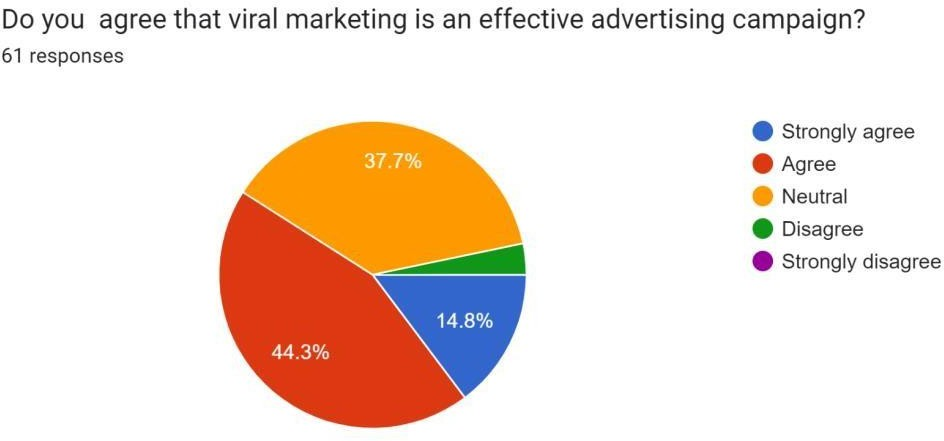 Do you  agree that viral marketing is an effective advertising campaign?
61 responses
37.7%
14.8%
44.3%
Strongly agree
Agree
Neutral
Disagree
Strongly disagree